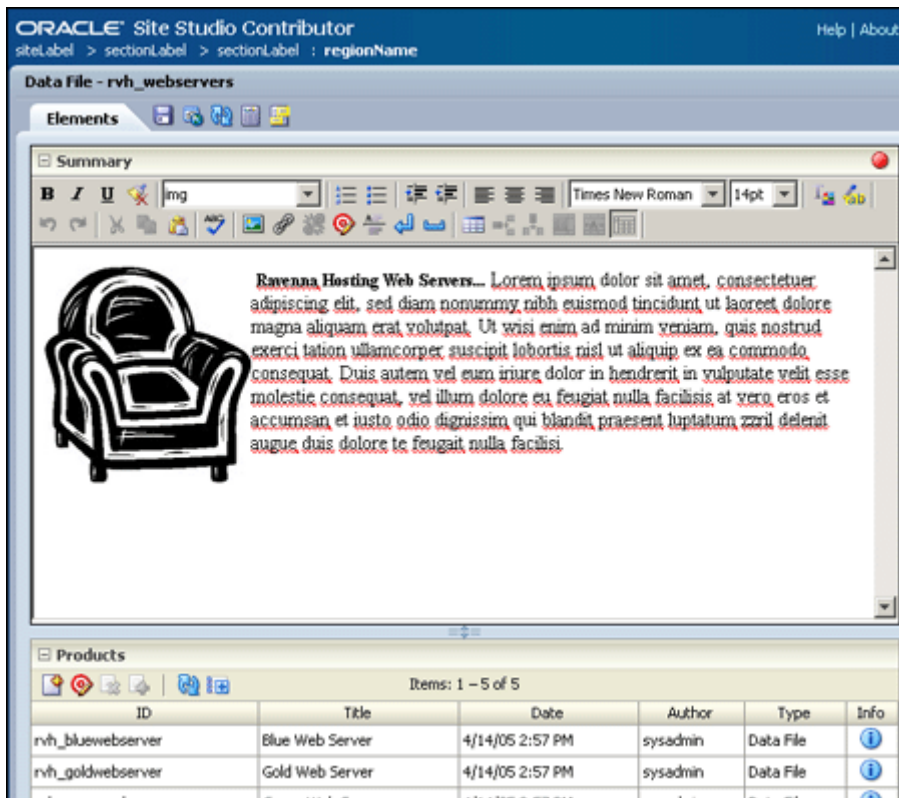 ORACLE Site Studio Contributor
Help | About
siteLabel > sectionLabel > sectionLabel : regionName
Data File - rvh_webservers
Elements
Summary
B I U img Times New Roman 14pt
ABC
Ravenna Hosting Web Servers... Lorem ipsum dolor sit amet, consectetuer
adipiscing elit, sed diam nonummy nibh euismod tincidunt ut laoreet dolore
magna aliquam erat volutpat. Ut wisi enim ad minim veniam, quis nostrud
exerci tation ullamcorper suscipit lobortis nisl ut aliquip ex ea commodo
consequat. Duis autem vel eum iriure dolor in hendrerit in vulputate velit esse
molestie consequat, vel illum dolore eu feugiat nulla facilisis at vero eros et
accumsan et iusto odio dignissim qui blandit praesent luptatum zzril delenit
augue duis dolore te feugait nulla facilisi.
Products
Items: 1 – 5 of 5
ID Title Date Author Type Info
rvh_bluewebserver Blue Web Server 4/14/05 2:57 PM sysadmin Data File
rvh_goldwebserver Gold Web Server 4/14/05 2:57 PM sysadmin Data File